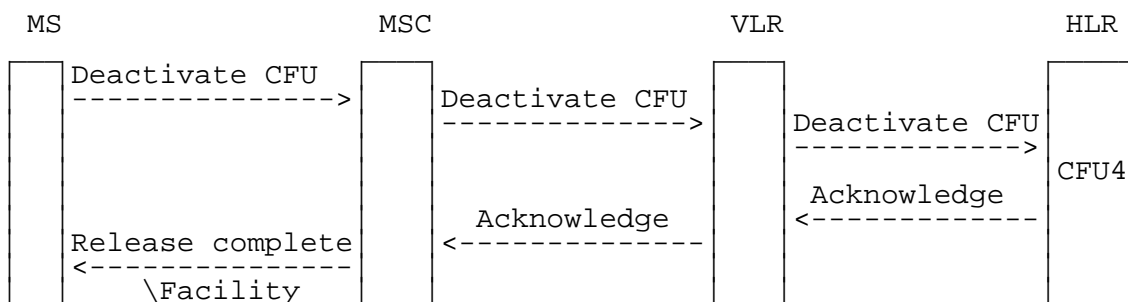 MS MSC VLR HLR
Deactivate CFU
Deactivate CFU
Deactivate CFU
CFU4
Acknowledge
Acknowledge
Release complete
\Facility